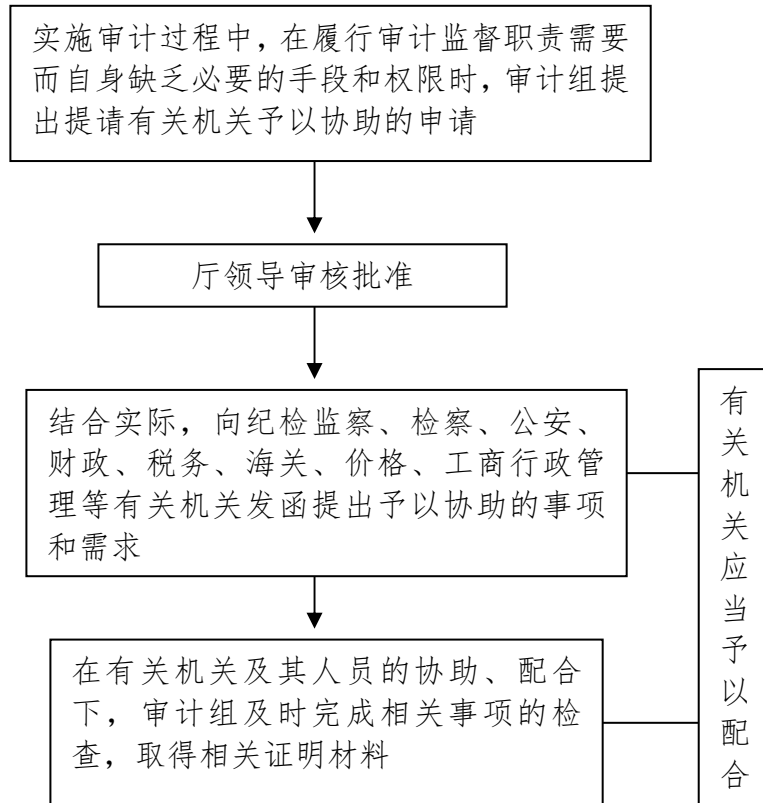 实施审计过程中，在履行审计监督职责需要
而自身缺乏必要的手段和权限时，审计组提
出提请有关机关予以协助的申请
厅领导审核批准
结合实际，向纪检监察、检察、公安、
财政、税务、海关、价格、工商行政管
理等有关机关发函提出予以协助的事项
和需求
在有关机关及其人员的协助、配合
下，审计组及时完成相关事项的检
查，取得相关证明材料
有
关
机
关
应
当
予
以
配
合